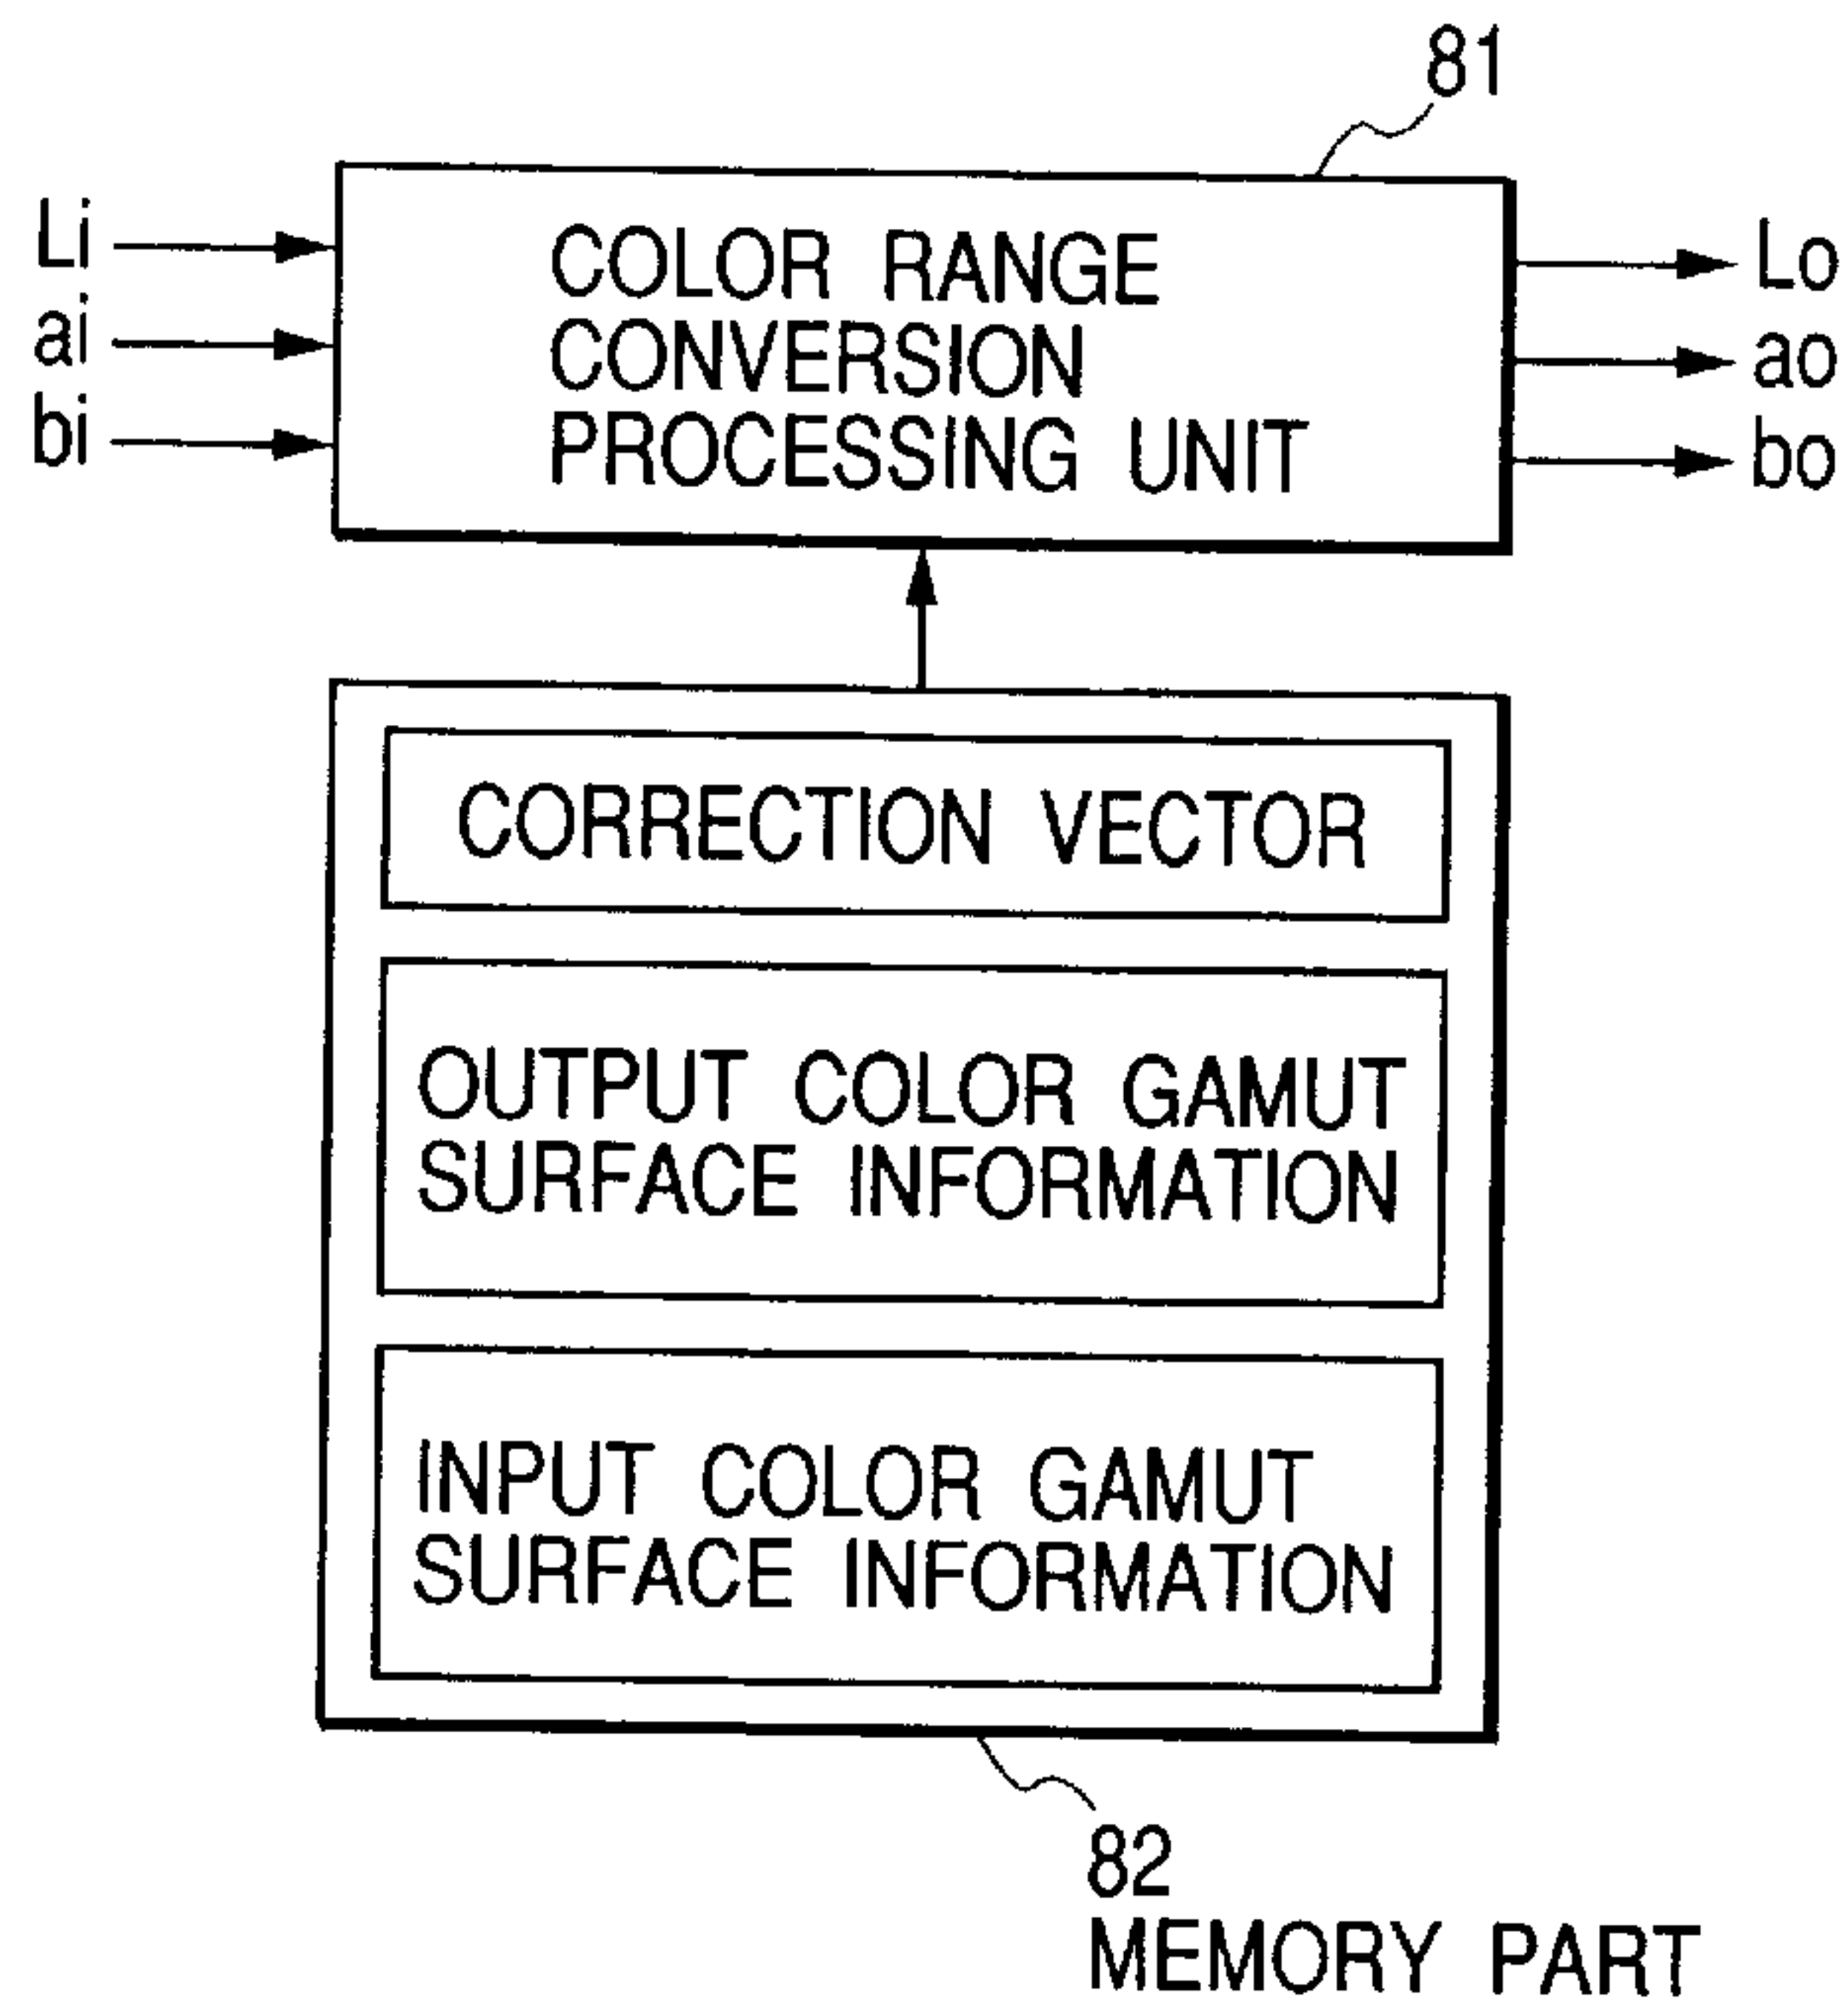 81
Li
ai
bi
COLOR RANGE
CONVERSION
PROCESSING UNIT
Lo
ao
bo
CORRECTION VECTOR
OUTPUT COLOR GAMUT
SURFACE INFORMATION
INPUT COLOR GAMUT
SURFACE INFORMATION
82
MEMORY PART